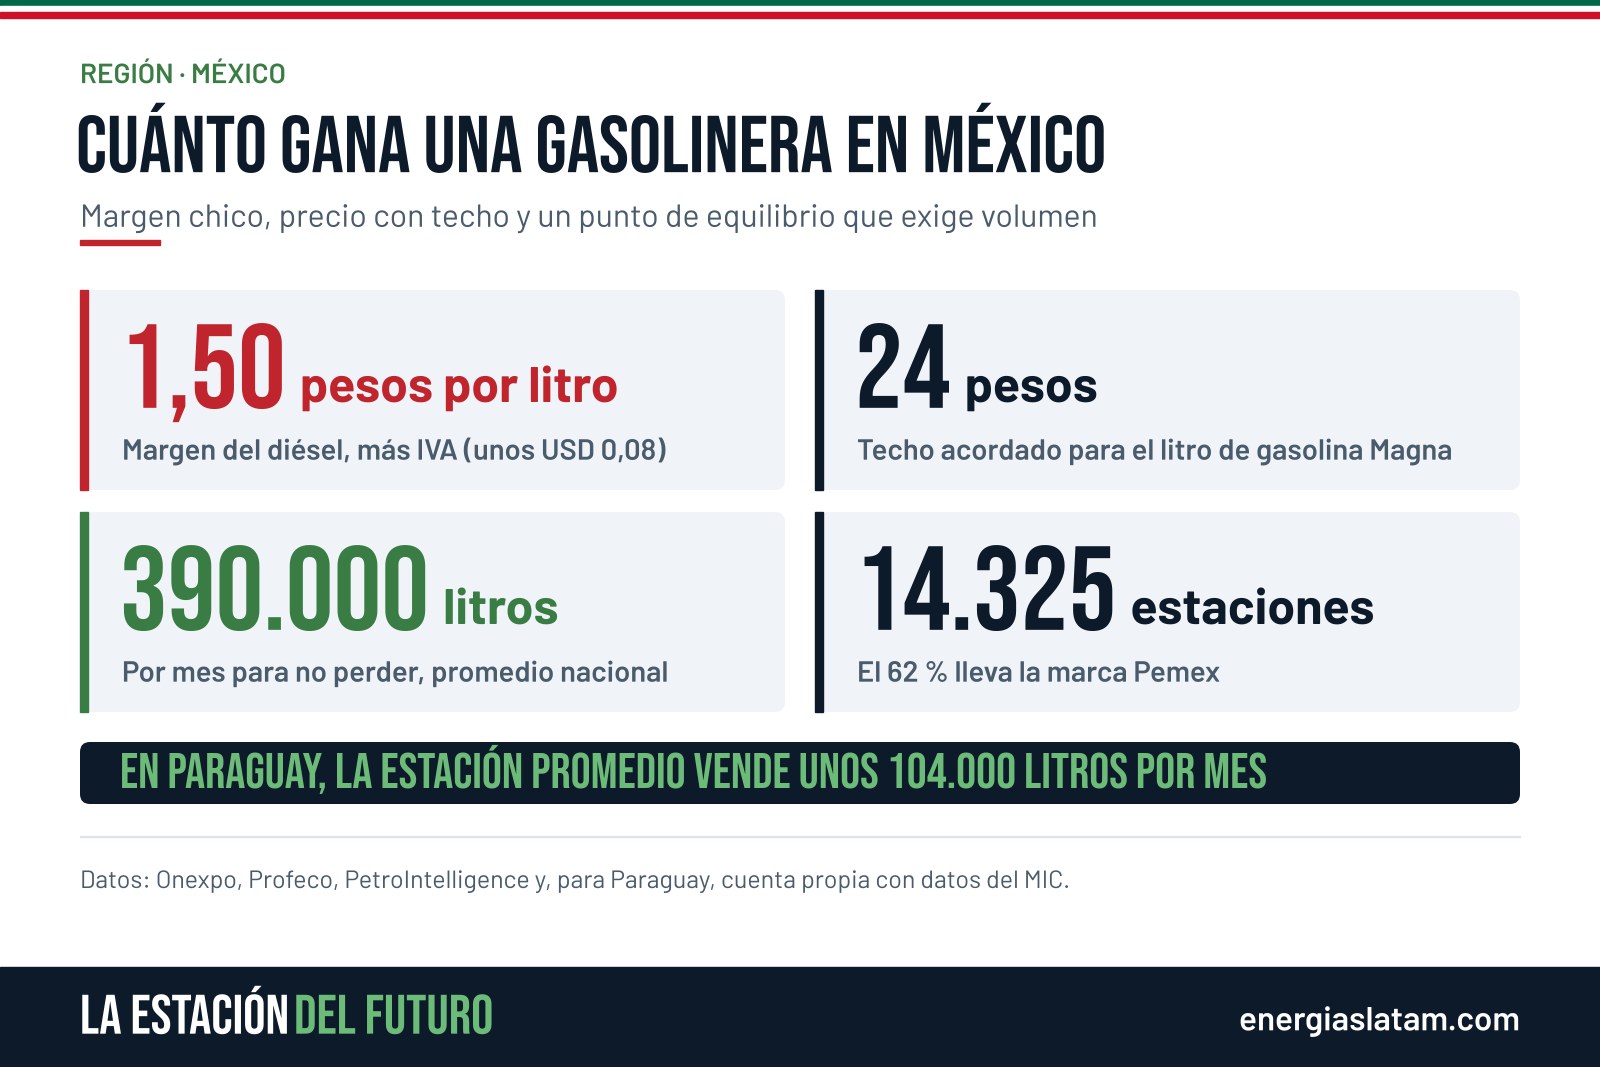 REGIÓN · MÉXICO
CUÁNTO GANA UNA GASOLINERA EN MÉXICO
Margen chico, precio con techo y un punto de equilibrio que exige volumen
1,50 pesos por litro
Margen del diésel, más IVA (unos USD 0,08)
24 pesos
Techo acordado para el litro de gasolina Magna
390.000 litros
Por mes para no perder, promedio nacional
14.325 estaciones
El 62 % lleva la marca Pemex
EN PARAGUAY, LA ESTACIÓN PROMEDIO VENDE UNOS 104.000 LITROS POR MES
Datos: Onexpo, Profeco, PetroIntelligence y, para Paraguay, cuenta propia con datos del MIC.
LA ESTACIÓN DEL FUTURO
energiaslatam.com